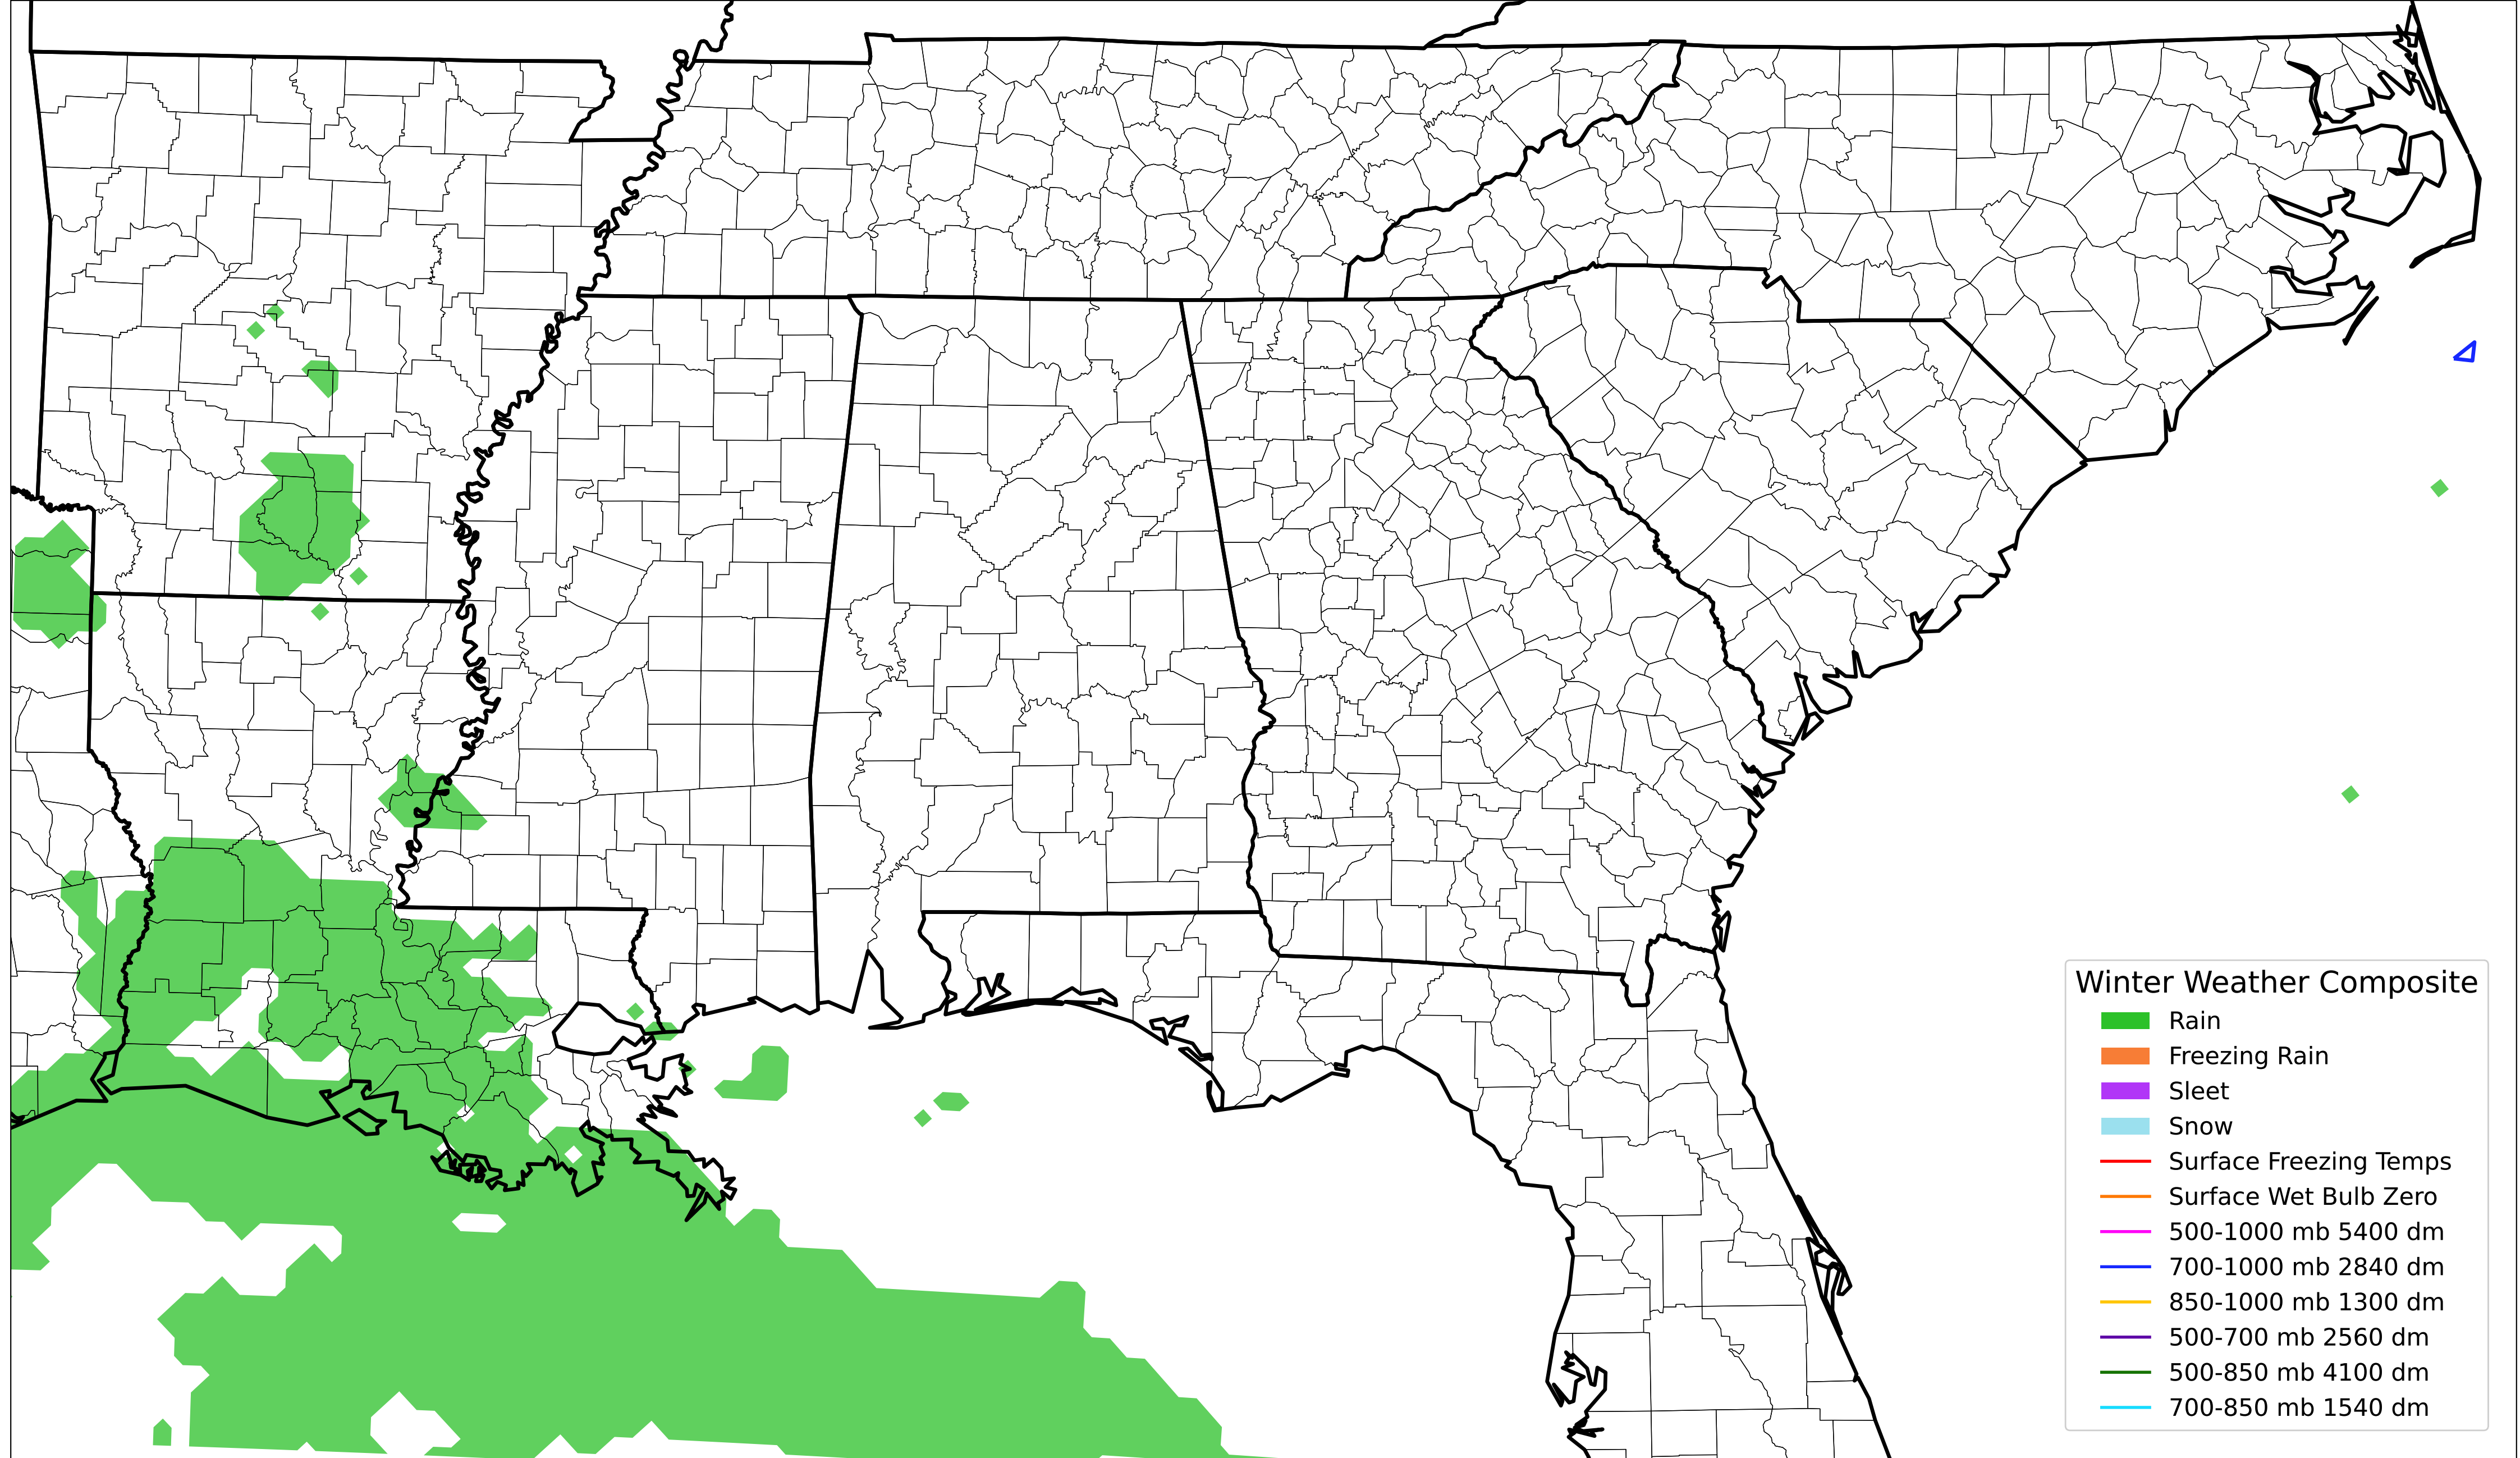 Winter Weather Composite
Rain
Freezing Rain
Sleet
Snow
Surface Freezing Temps
Surface Wet Bulb Zero
500-1000 mb 5400 dm
700-1000 mb 2840 dm
850-1000 mb 1300 dm
500-700 mb 2560 dm
500-850 mb 4100 dm
700-850 mb 1540 dm